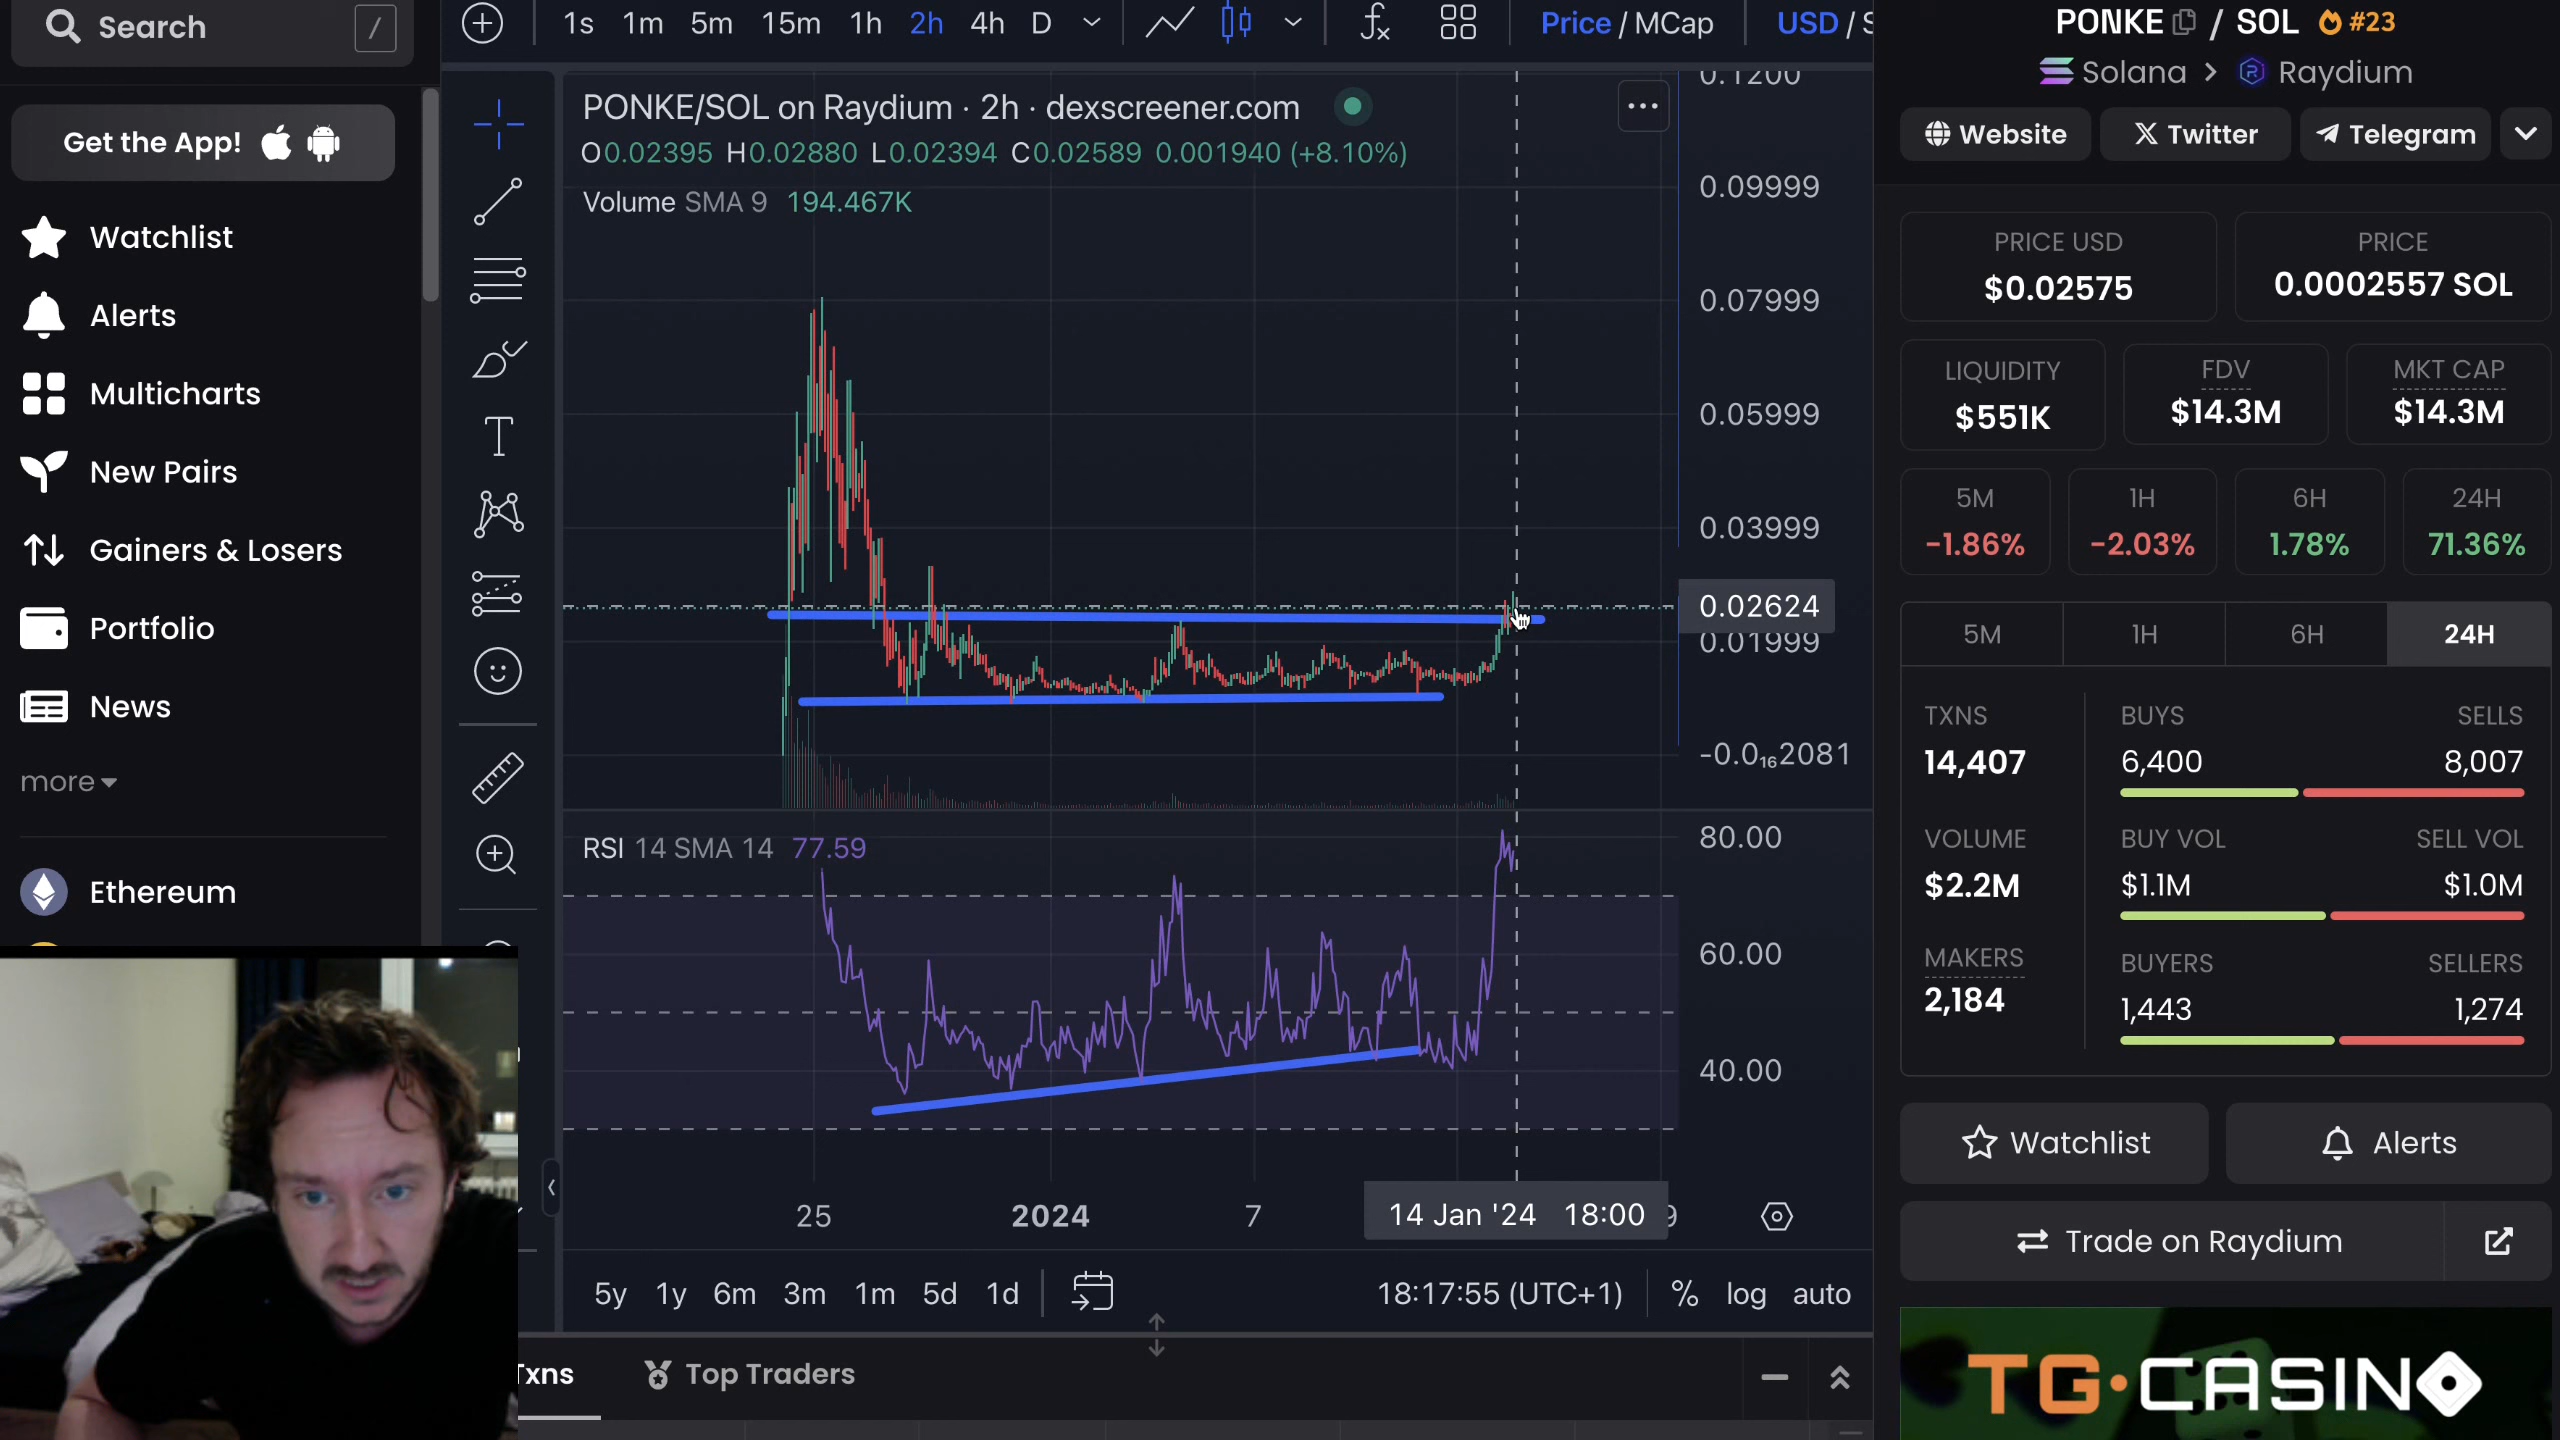 Search
/
Get the App!
Watchlist
Alerts
Multicharts
New Pairs
Gainers & Losers
Portfolio
News
more
Ethereum
1s 1m 5m 15m 1h 2h 4h D
Price / MCap
USD / S
PONKE/SOL on Raydium · 2h · dexscreener.com
O0.02395 H0.02880 L0.02394 C0.02589 0.001940 (+8.10%)
Volume SMA 9 194.467K
0.1200
0.09999
0.07999
0.05999
0.03999
0.02624
0.01999
-0.0₁₆2081
RSI 14 SMA 14 77.59
80.00
60.00
40.00
25 2024 7 14 Jan '24 18:00 9
5y 1y 6m 3m 1m 5d 1d 18:17:55 (UTC+1) % log auto
Txns
Top Traders
PONKE / SOL #23
Solana > Raydium
Website
X Twitter
Telegram
PRICE USD
$0.02575
PRICE
0.0002557 SOL
LIQUIDITY
$551K
FDV
$14.3M
MKT CAP
$14.3M
5M
-1.86%
1H
-2.03%
6H
1.78%
24H
71.36%
5M 1H 6H 24H
TXNS
14,407
BUYS
6,400
SELLS
8,007
VOLUME
$2.2M
BUY VOL
$1.1M
SELL VOL
$1.0M
MAKERS
2,184
BUYERS
1,443
SELLERS
1,274
Watchlist
Alerts
Trade on Raydium
TG.CASINO